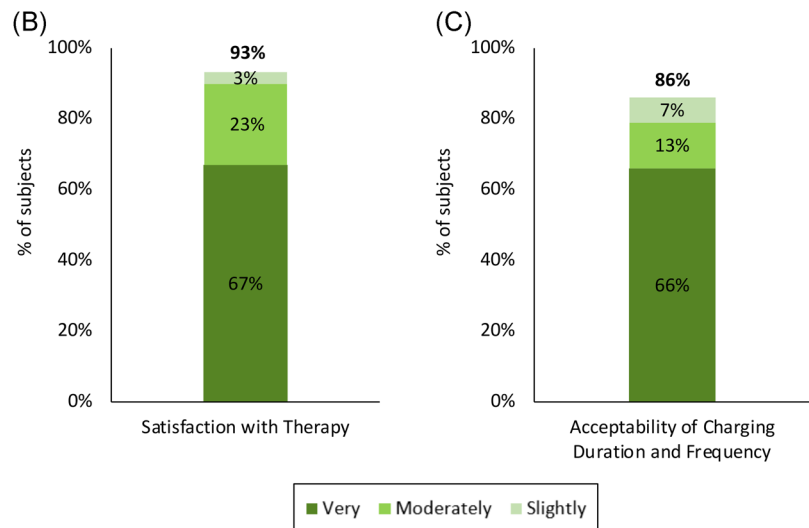 (B)
100%
80%
60%
40%
20%
0%
% of subjects
93%
3%
23%
67%
Satisfaction with Therapy
(C)
100%
80%
60%
40%
20%
0%
% of subjects
86%
7%
13%
66%
Acceptability of Charging
Duration and Frequency
Very Moderately Slightly